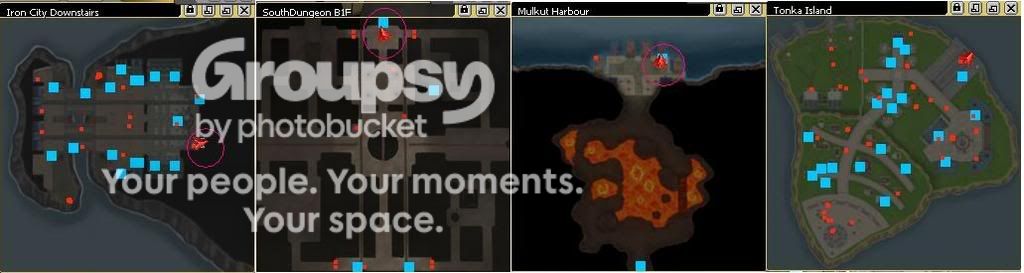 Iron City Downstairs
SouthDungeon B1F
Mulkut Harbour
Tonka Island
Groupsy
by photobucket
Your people. Your moments.
Your space.